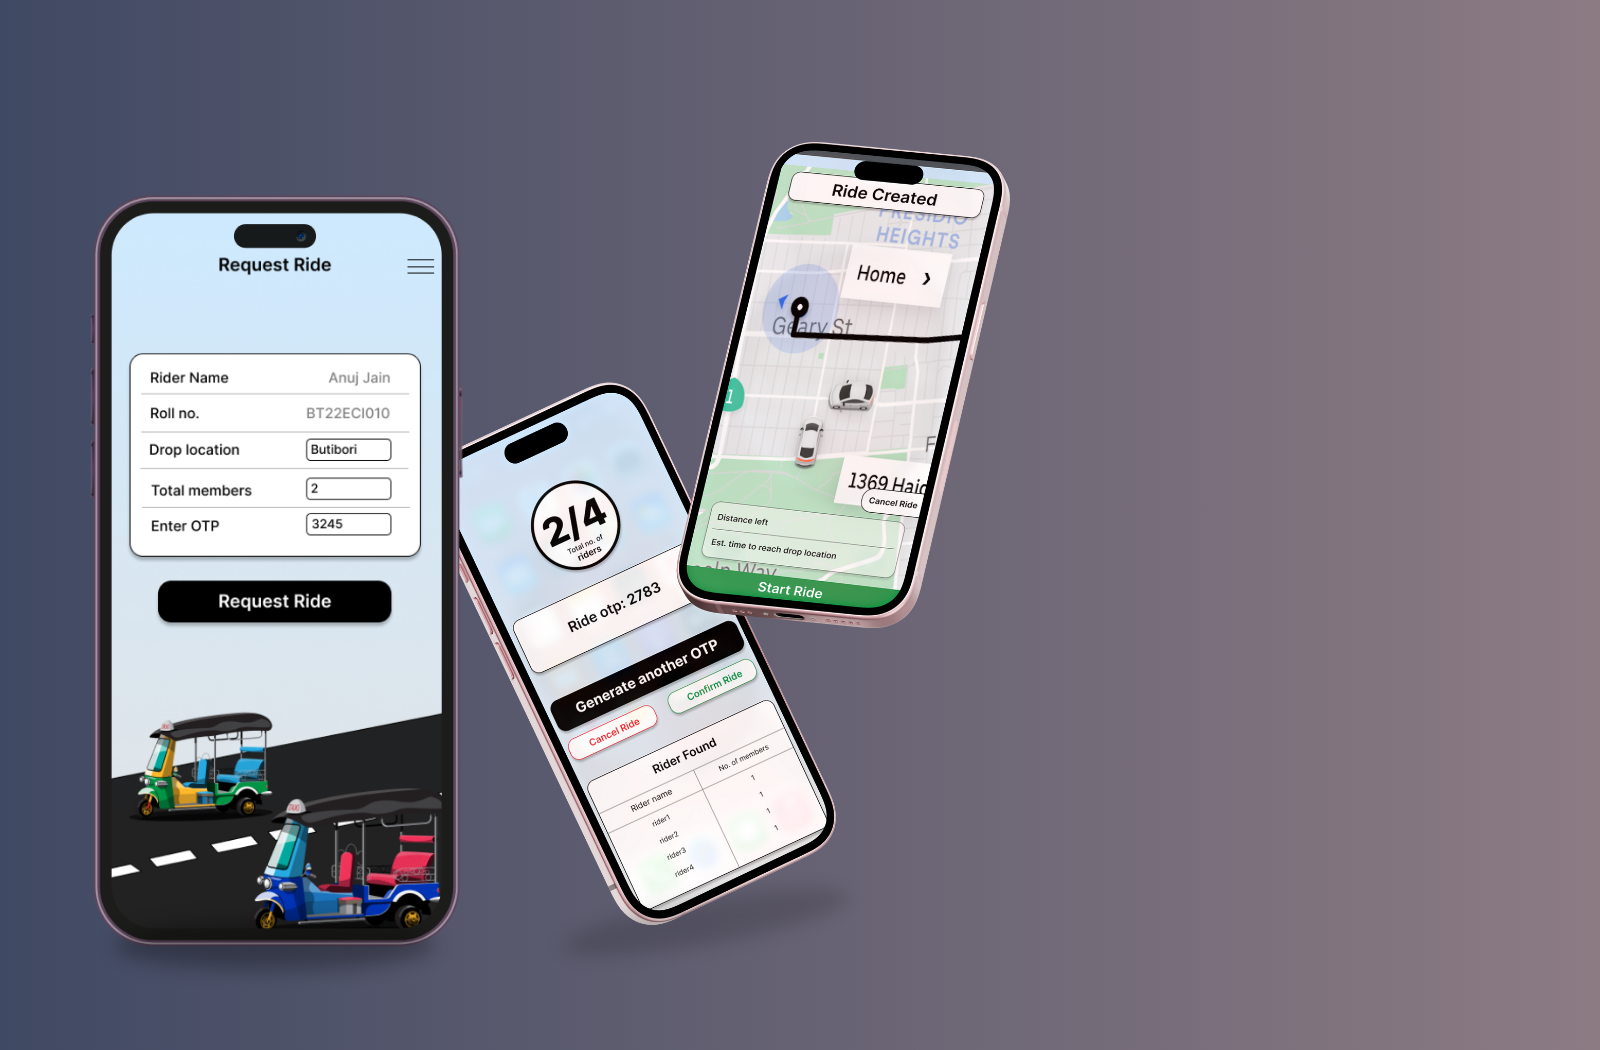 Request Ride
Rider Name Anuj Jain
Roll no. BT22ECI010
Drop location Butibori
Total members 2
Enter OTP 3245
Request Ride
2/4
Total no. of
riders
Ride otp: 2783
Generate another OTP
Cancel Ride Confirm Ride
Rider Found
Rider name No. of members
rider1 1
rider2 1
rider3 1
rider4 1
Ride Created
PRESIDIO
HEIGHTS
Home ›
Geary St
1
1369 Haig
Cancel Ride
Distance left
Est. time to reach drop location
Way
Start Ride